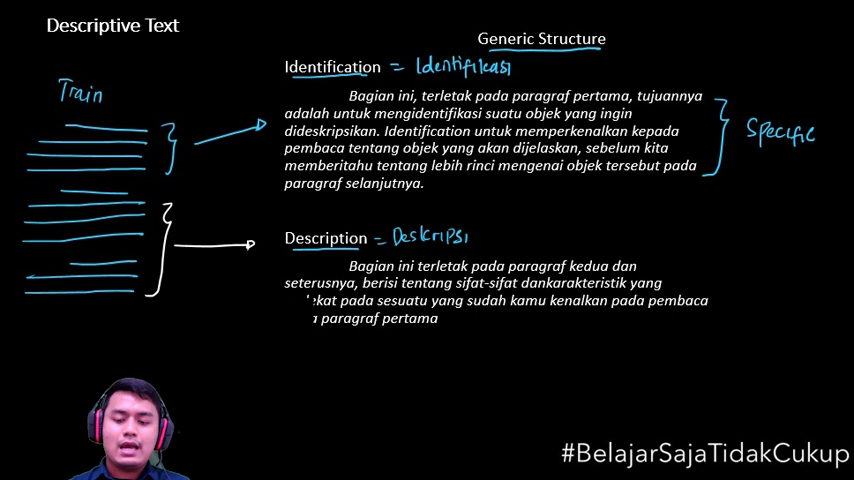 Descriptive Text
Generic Structure
Identification = Identifikasi
Train
Bagian ini, terletak pada paragraf pertama, tujuannya
adalah untuk mengidentifikasi suatu objek yang ingin
dideskripsikan. Identification untuk memperkenalkan kepada
pembaca tentang objek yang akan dijelaskan, sebelum kita
memberitahu tentang lebih rinci mengenai objek tersebut pada
paragraf selanjutnya.
Specific
Description = Deskripsi
Bagian ini terletak pada paragraf kedua dan
seterusnya, berisi tentang sifat-sifat dankarakteristik yang
pada sesuatu yang sudah kamu kenalkan pada pembaca
paragraf pertama
#BelajarSajaTidakCukup